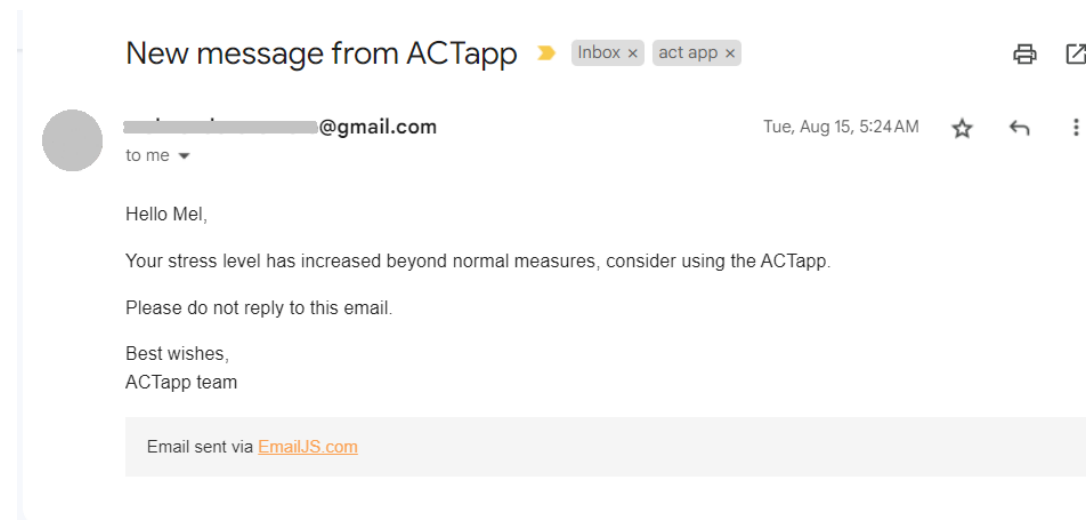 New message from ACTapp Inbox × act app ×
@gmail.com Tue, Aug 15, 5:24 AM
to me
Hello Mel,
Your stress level has increased beyond normal measures, consider using the ACTapp.
Please do not reply to this email.
Best wishes,
ACTapp team
Email sent via EmailJS.com